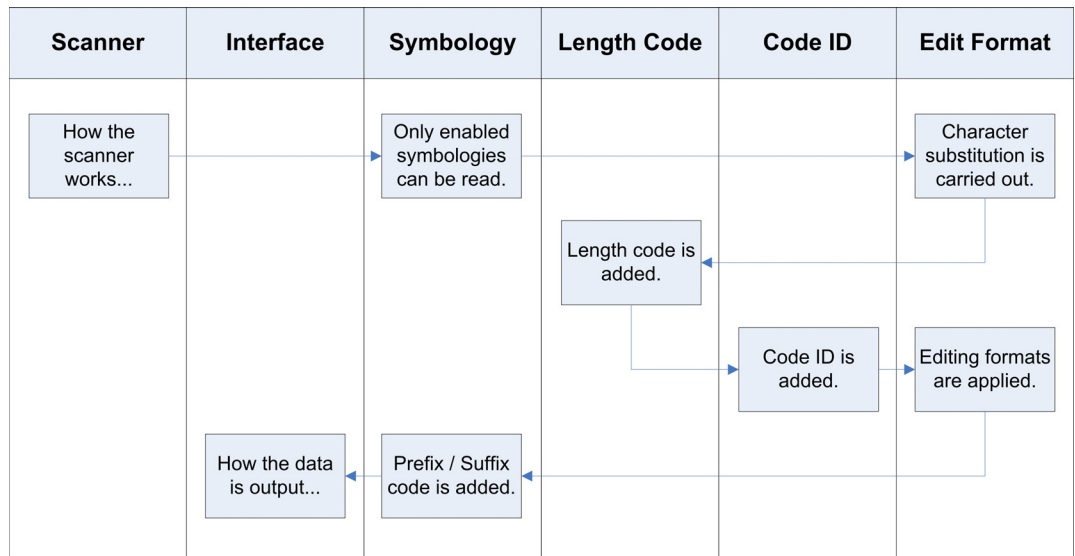 Scanner
Interface
Symbology
Length Code
Code ID
Edit Format
How the
scanner
works...
Only enabled
symbologies
can be read.
Character
substitution is
carried out.
Length code is
added.
Code ID is
added.
Editing formats
are applied.
How the data
is output...
Prefix / Suffix
code is added.